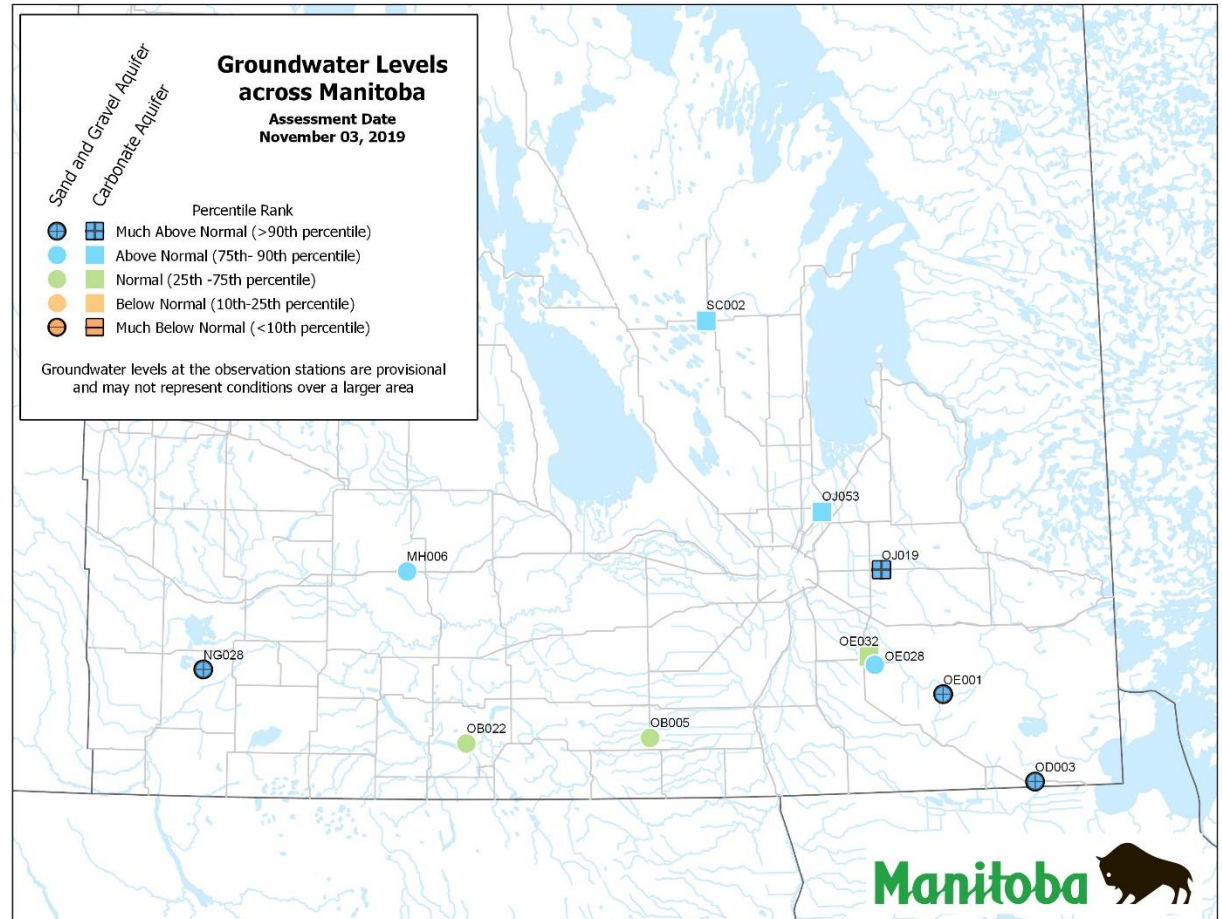 Groundwater Levels
across Manitoba
Assessment Date
November 03, 2019
Sand and Gravel Aquifer
Carbonate Aquifer
Percentile Rank
Much Above Normal (>90th percentile)
Above Normal (75th- 90th percentile)
Normal (25th -75th percentile)
Below Normal (10th-25th percentile)
Much Below Normal (<10th percentile)
Groundwater levels at the observation stations are provisional
and may not represent conditions over a larger area
SC002
OJ053
MH006
OJ019
OE032
NG028
OE028
OE001
OB022
OB005
OD003
Manitoba